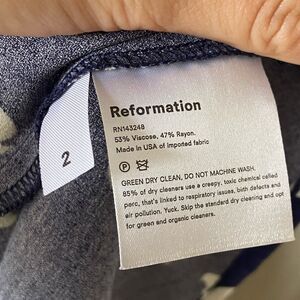 2
Reformation
RN143248
53% Viscose, 47% Rayon.
Made in USA of imported fabric
P
GREEN DRY CLEAN, DO NOT MACHINE WASH.
85% of dry cleaners use a creepy, toxic chemical called
perc, that's linked to respiratory issues, birth defects and
air pollution. Yuck. Skip the standard dry cleaning and opt
for green and organic cleaners.